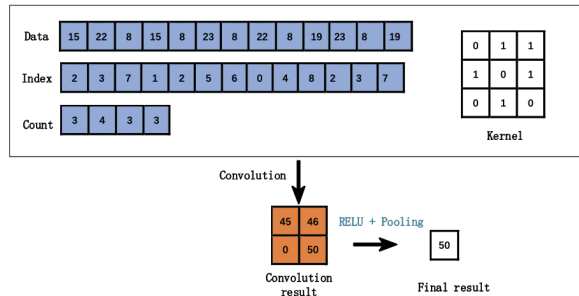 Data 15 22 8 15 8 23 8 22 8 19 23 8 19
Index 2 3 7 1 2 5 6 0 4 8 2 3 7
Count 3 4 3 3
0 1 1
1 0 1
0 1 0
Kernel
Convolution
45 46
0 50
Convolution
result
RELU + Pooling
50
Final result